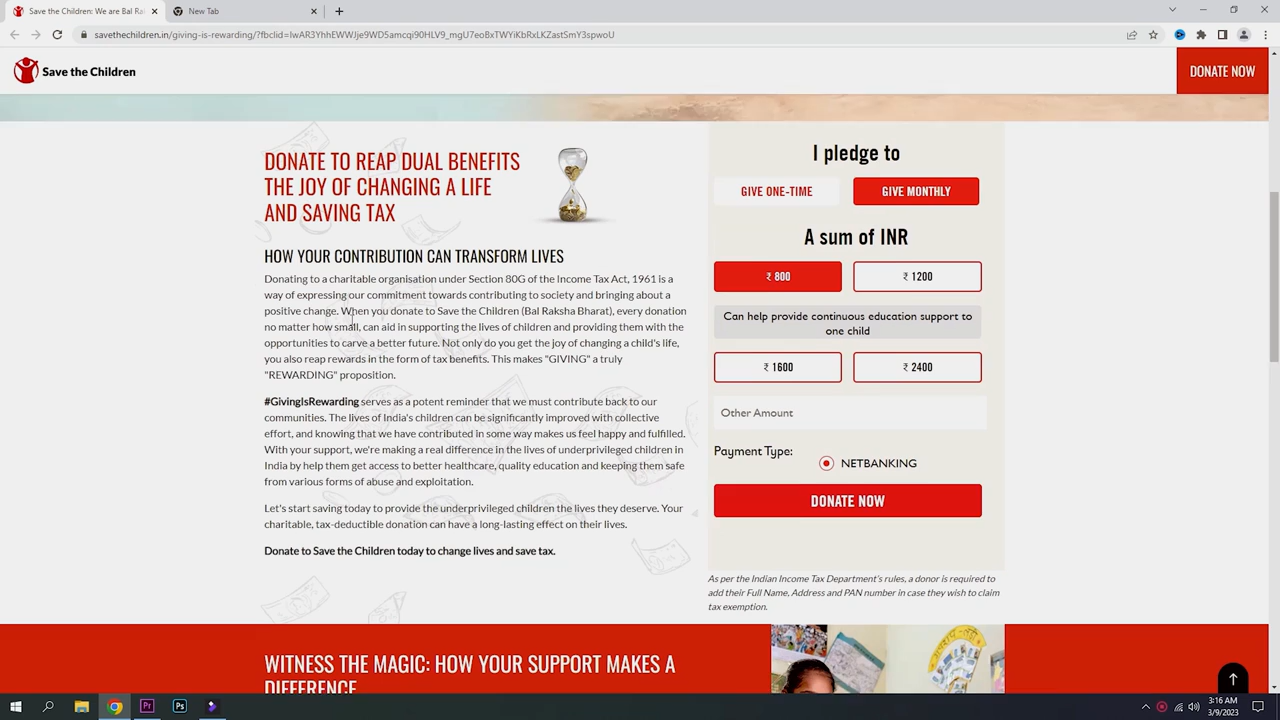 Save the Children: We are Bal Ra
New Tab
savethechildren.in/giving-is-rewarding/?fbclid=IwAR3YhhEWWJje9WD5amcqi90HLV9_mgU7eoBxTWYiKbRxLKZastSmY3spwoU
Save the Children
DONATE NOW
DONATE TO REAP DUAL BENEFITS
THE JOY OF CHANGING A LIFE
AND SAVING TAX
HOW YOUR CONTRIBUTION CAN TRANSFORM LIVES
Donating to a charitable organisation under Section 80G of the Income Tax Act, 1961 is a
way of expressing our commitment towards contributing to society and bringing about a
positive change. When you donate to Save the Children (Bal Raksha Bharat), every donation
no matter how small, can aid in supporting the lives of children and providing them with the
opportunities to carve a better future. Not only do you get the joy of changing a child's life,
you also reap rewards in the form of tax benefits. This makes "GIVING" a truly
"REWARDING" proposition.
#GivingIsRewarding serves as a potent reminder that we must contribute back to our
communities. The lives of India's children can be significantly improved with collective
effort, and knowing that we have contributed in some way makes us feel happy and fulfilled.
With your support, we're making a real difference in the lives of underprivileged children in
India by help them get access to better healthcare, quality education and keeping them safe
from various forms of abuse and exploitation.
Let's start saving today to provide the underprivileged children the lives they deserve. Your
charitable, tax-deductible donation can have a long-lasting effect on their lives.
Donate to Save the Children today to change lives and save tax.
I pledge to
GIVE ONE-TIME
GIVE MONTHLY
A sum of INR
₹ 800
₹ 1200
Can help provide continuous education support to
one child
₹ 1600
₹ 2400
Other Amount
Payment Type:
NETBANKING
DONATE NOW
As per the Indian Income Tax Department's rules, a donor is required to
add their Full Name, Address and PAN number in case they wish to claim
tax exemption.
WITNESS THE MAGIC: HOW YOUR SUPPORT MAKES A
DIFFERENCE
Pr
Ps
3:16 AM
3/9/2023